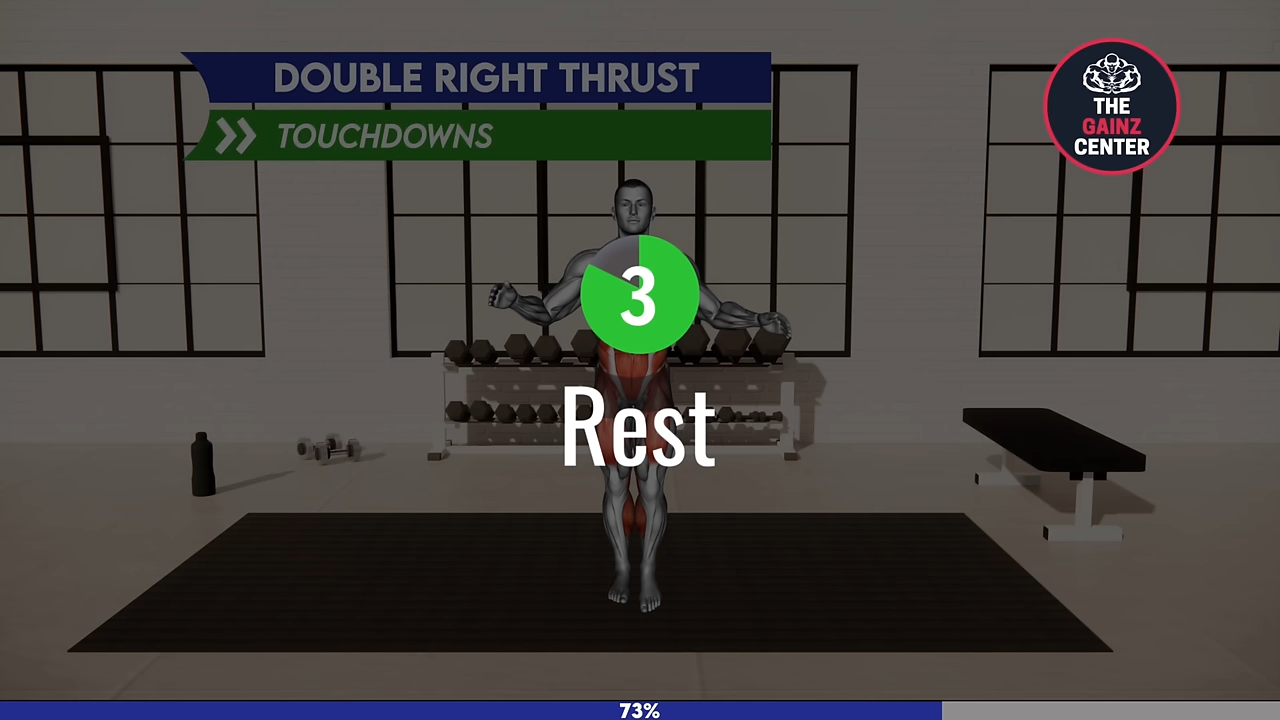 DOUBLE RIGHT THRUST
TOUCHDOWNS
THE
GAINZ
CENTER
3
Rest
73%